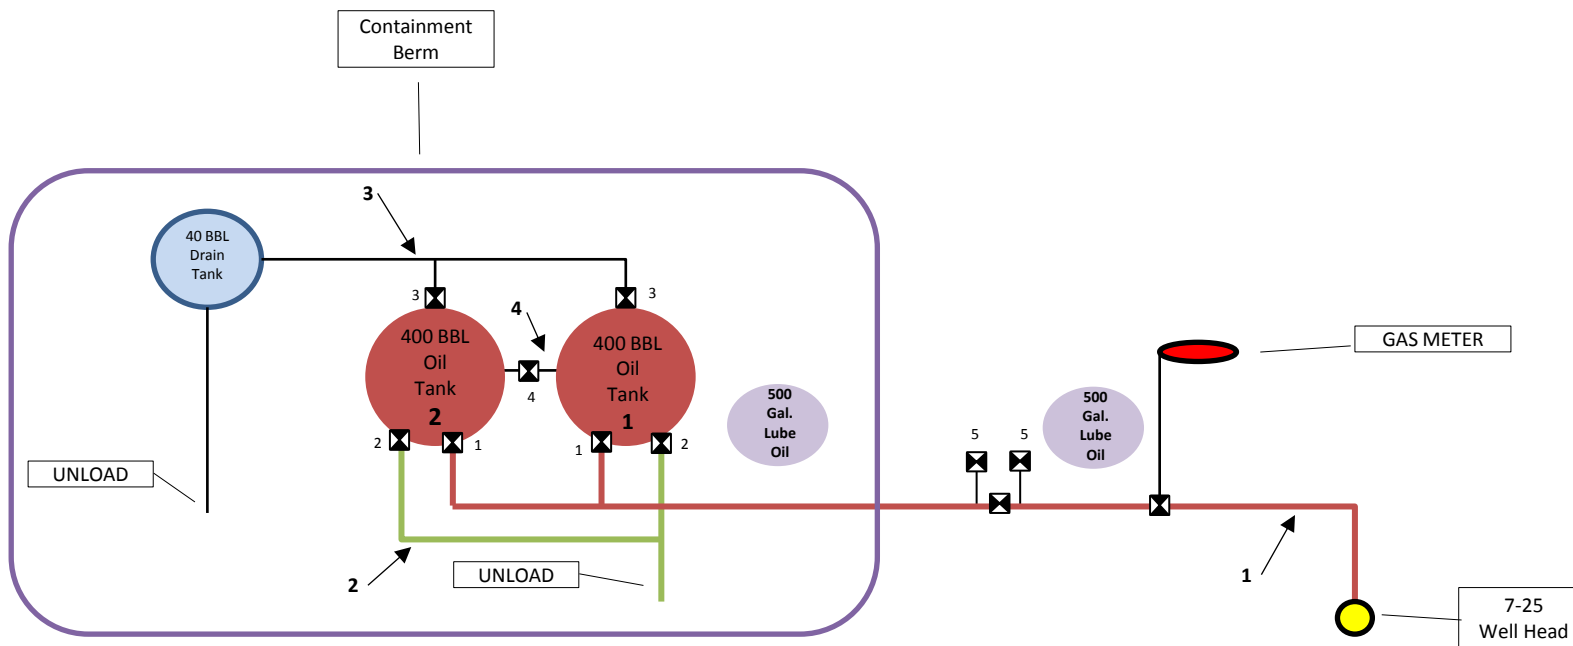 Containment
Berm
3
40 BBL
Drain
Tank
3
3
4
400 BBL
Oil
Tank
2
400 BBL
Oil
Tank
1
4
GAS METER
500
Gal.
Lube
Oil
500
Gal.
Lube
Oil
2
1
1
2
5
5
UNLOAD
2
UNLOAD
1
7-25
Well Head